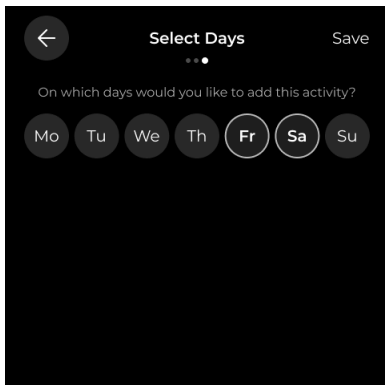 Select Days Save
On which days would you like to add this activity?
Mo Tu We Th Fr Sa Su